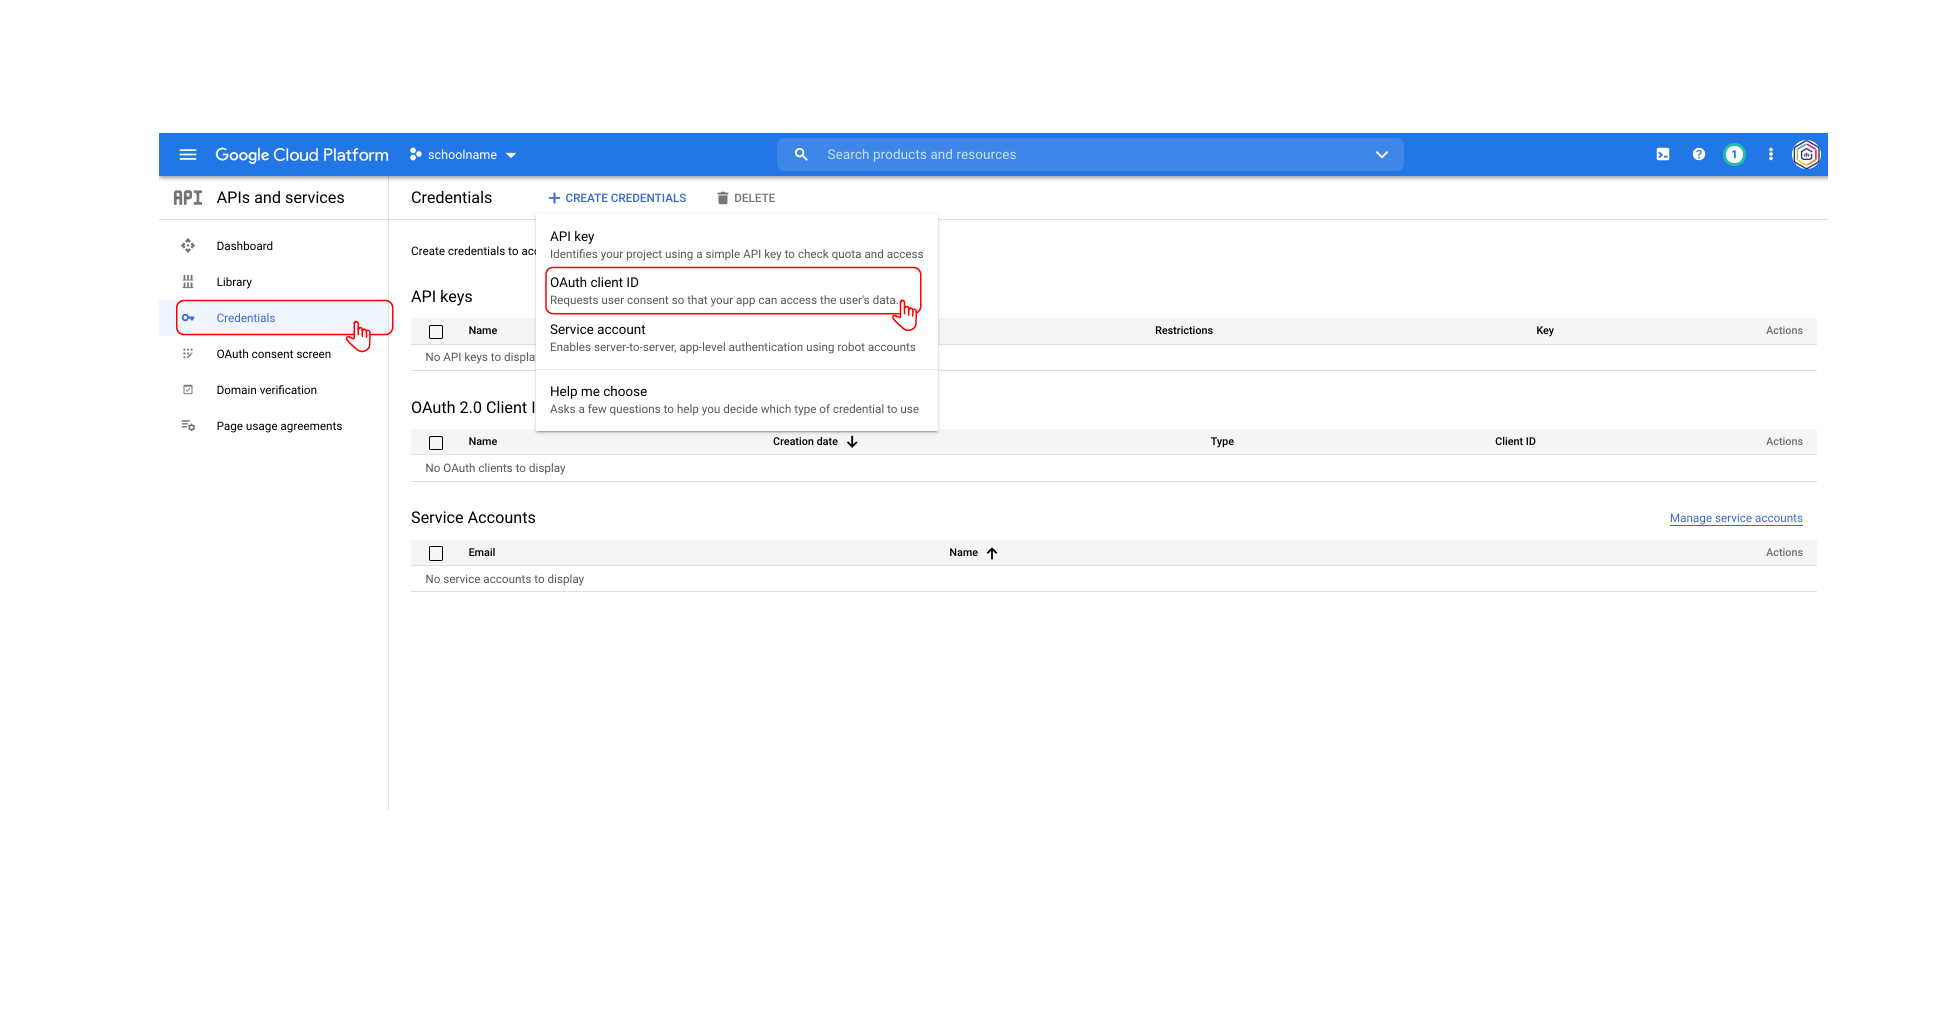 Google Cloud Platform
schoolname
Search products and resources
1
API APIs and services
Credentials
CREATE CREDENTIALS
DELETE
Dashboard
Library
Credentials
OAuth consent screen
Domain verification
Page usage agreements
Create credentials to
API key
Identifies your project using a simple API key to check quota and access
OAuth client ID
Requests user consent so that your app can access the user's data.
Service account
Enables server-to-server, app-level authentication using robot accounts
Help me choose
Asks a few questions to help you decide which type of credential to use
API keys
Name Restrictions Key Actions
No API keys to displa
OAuth 2.0 Client I
Name Creation date Type Client ID Actions
No OAuth clients to display
Service Accounts
Manage service accounts
Email Name Actions
No service accounts to display